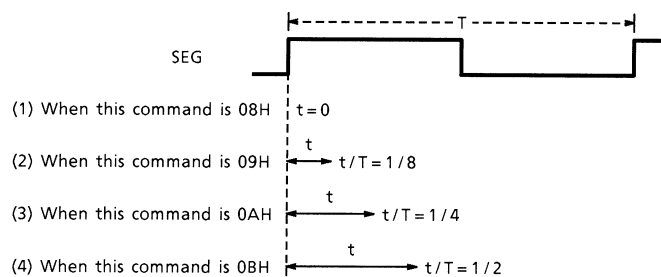 T
SEG
(1) When this command is 08H t=0
t
(2) When this command is 09H t/T=1/8
t
(3) When this command is 0AH t/T=1/4
t
(4) When this command is 0BH t/T=1/2